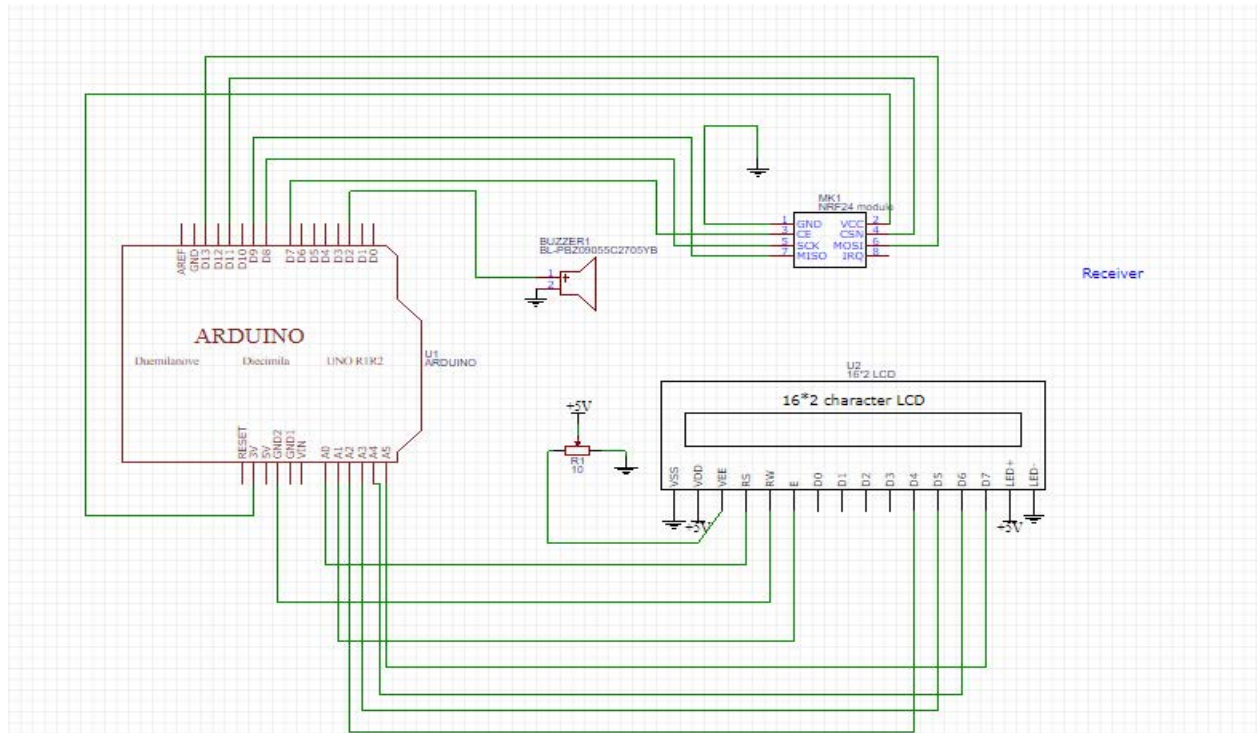 MK1
NRF24 module
1 GND VCC 2
3 CE CSN 4
5 SCK MOSI 6
7 MISO IRQ 8
AREF
GND
D13
D12
D11
D10
D9
D8
D7
D6
D5
D4
D3
D2
D1
D0
BUZZER1
BL-PBZ09055C2705YB
1
2
Receiver
ARDUINO
Duemilanove Diecimila UNO R1R2
U1
ARDUINO
RESET
3V
5V
GND2
GND1
VIN
A0
A1
A2
A3
A4
A5
+5V
R1
10
U2
16*2 LCD
16*2 character LCD
VSS
VDD
VEE
RS
RW
E
D0
D1
D2
D3
D4
D5
D6
D7
LED+
LED-
+5V
+5V